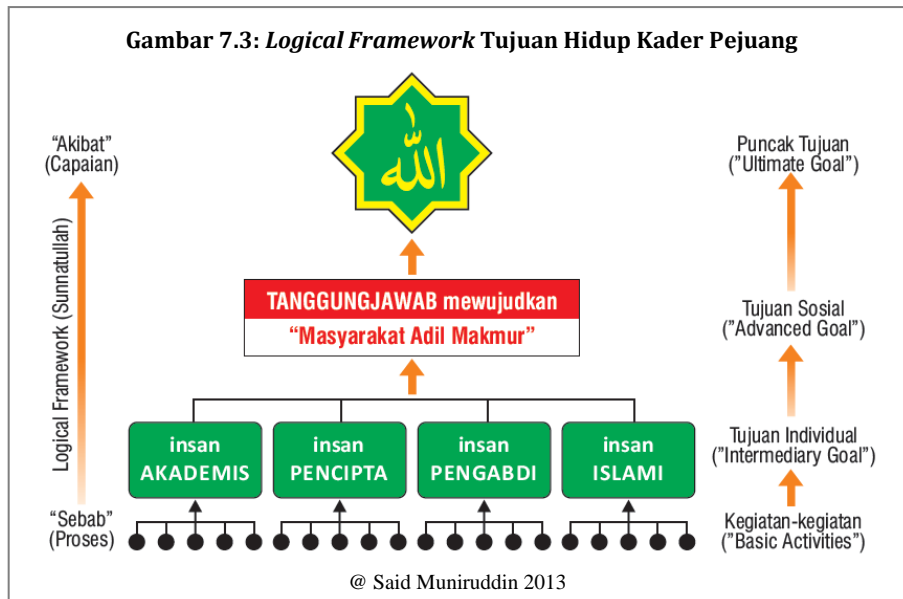 Gambar 7.3: Logical Framework Tujuan Hidup Kader Pejuang
الله
“Akibat”
(Capaian)
Puncak Tujuan
(”Ultimate Goal”)
Logical Framework (Sunnatullah)
TANGGUNGJAWAB mewujudkan
“Masyarakat Adil Makmur”
Tujuan Sosial
(”Advanced Goal”)
insan
AKADEMIS
insan
PENCIPTA
insan
PENGABDI
insan
ISLAMI
Tujuan Individual
(”Intermediary Goal”)
“Sebab”
(Proses)
Kegiatan-kegiatan
(”Basic Activities”)
@ Said Muniruddin 2013